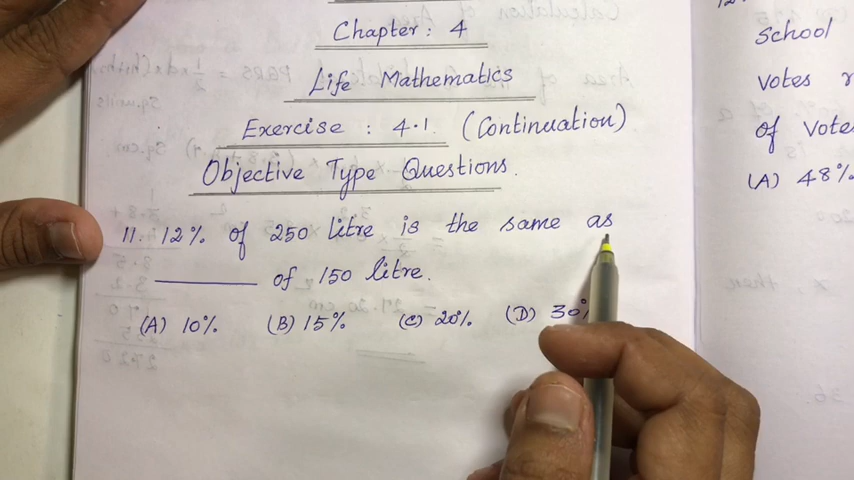 Chapter : 4
Life Mathematics
Exercise : 4.1. (Continuation)
Objective Type Questions.
11. 12% of 250 litre is the same as
______ of 150 litre.
(A) 10% (B) 15% (C) 20% (D) 30%
School
Votes
of Vote
(A) 48%